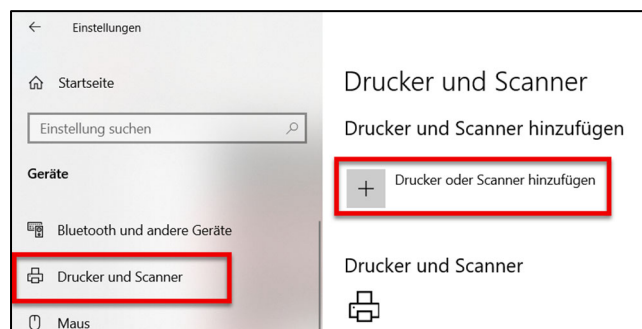 Einstellungen
Startseite
Einstellung suchen
Geräte
Bluetooth und andere Geräte
Drucker und Scanner
Maus
Drucker und Scanner
Drucker und Scanner hinzufügen
Drucker oder Scanner hinzufügen
Drucker und Scanner